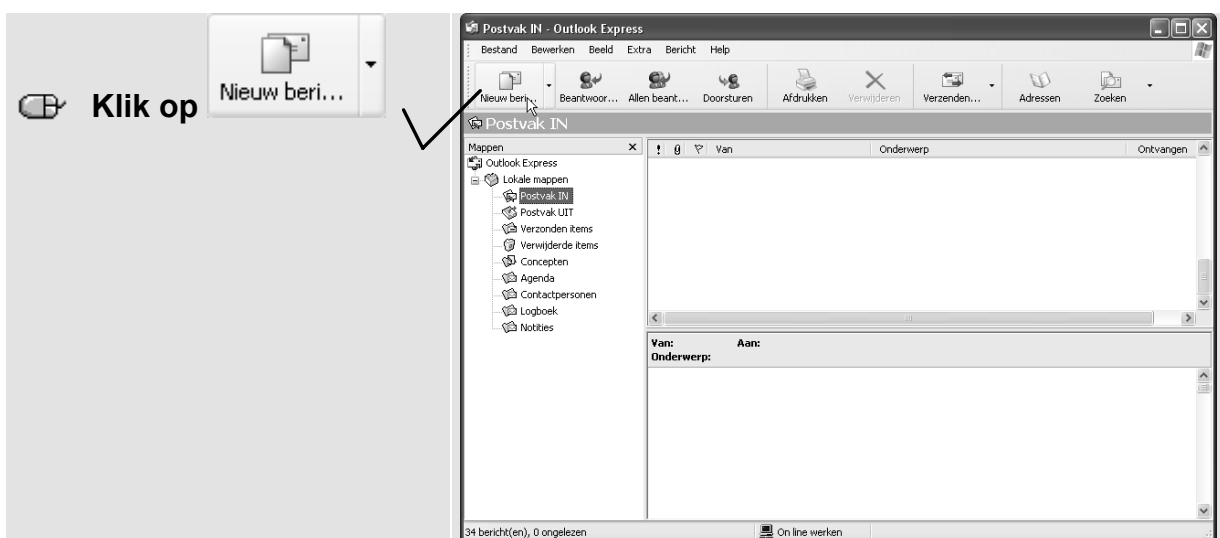 Klik op
Nieuw beri...
Postvak IN - Outlook Express
Bestand Bewerken Beeld Extra Bericht Help
Nieuw beri... Beantwoor... Allen beant... Doorsturen Afdrukken Verwijderen Verzenden... Adressen Zoeken
Postvak IN
Mappen
! Van Onderwerp Ontvangen
Outlook Express
Lokale mappen
Postvak IN
Postvak UIT
Verzonden items
Verwijderde items
Concepten
Agenda
Contactpersonen
Logboek
Notities
Van: Aan:
Onderwerp:
34 bericht(en), 0 ongelezen On line werken